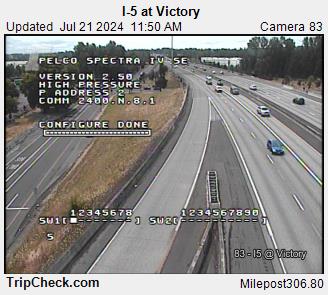 I-5 at Victory
Updated Jul 21 2024 11:50 AM Camera 83
PELCO SPECTRA IV SE
VERSION 2.50
HIGH PRESSURE
P ADDRESS 2
COMM 2400.N.8.1
CONFIGURE DONE
12345678 1234567890
SW1[ ] SW2[ ]
S
83 - I5 @ Victory
TripCheck.com Milepost306.80